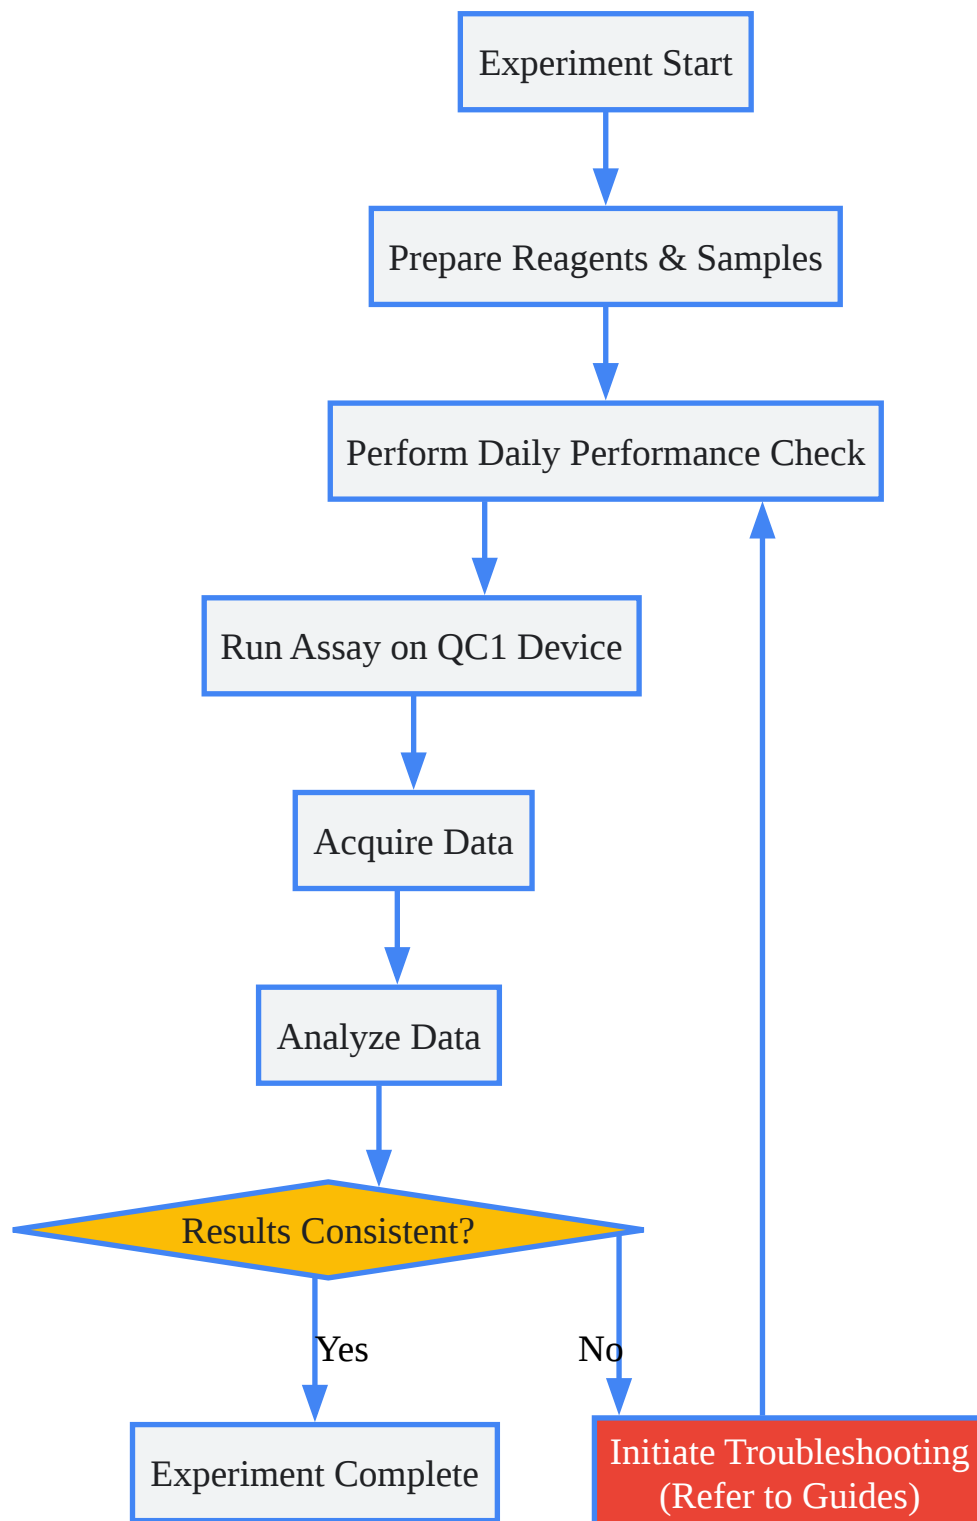 Experiment Start
Prepare Reagents & Samples
Perform Daily Performance Check
Run Assay on QC1 Device
Acquire Data
Analyze Data
Results Consistent?
Yes
No
Experiment Complete
Initiate Troubleshooting
(Refer to Guides)